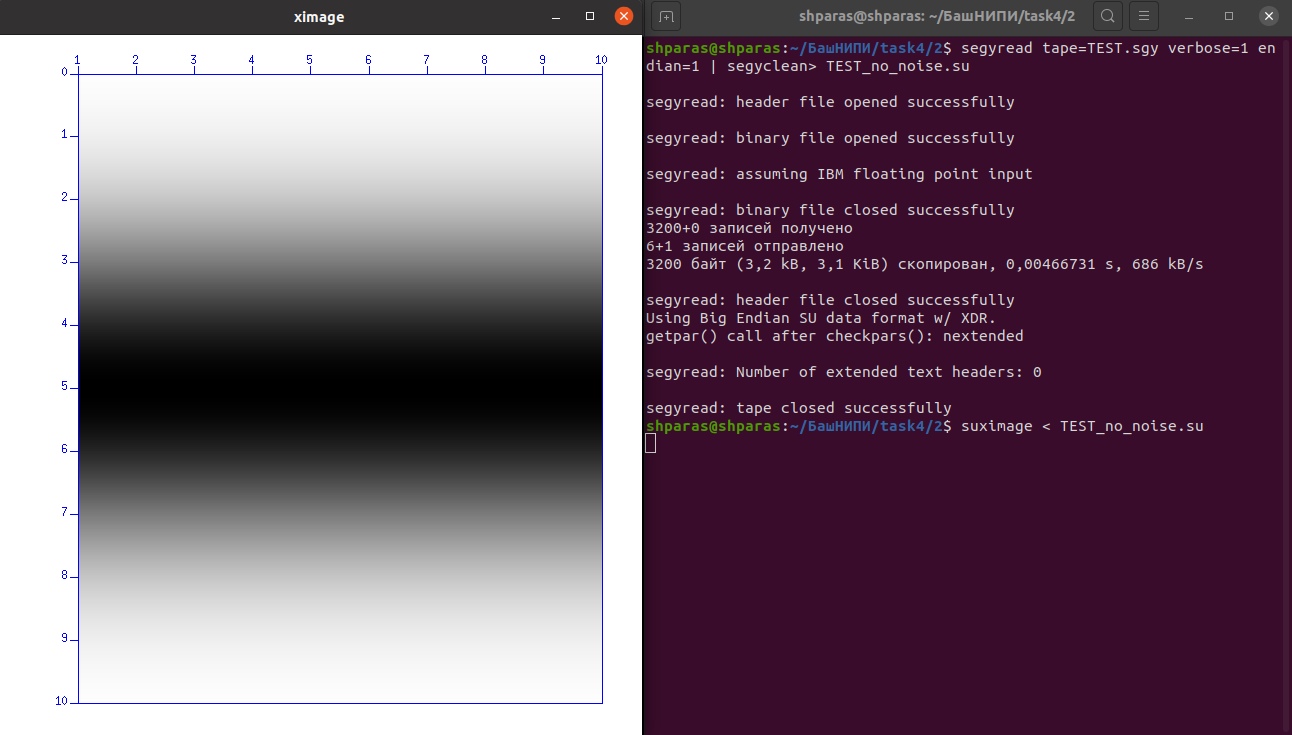 ximage
1 2 3 4 5 6 7 8 9 10
0
1
2
3
4
5
6
7
8
9
10
shparas@shparas: ~/БашНИПИ/task4/2
shparas@shparas:~/БашНИПИ/task4/2$ segyread tape=TEST.sgy verbose=1 en
dian=1 | segyclean> TEST_no_noise.su
segyread: header file opened successfully
segyread: binary file opened successfully
segyread: assuming IBM floating point input
segyread: binary file closed successfully
3200+0 записей получено
6+1 записей отправлено
3200 байт (3,2 kB, 3,1 KiB) скопирован, 0,00466731 s, 686 kB/s
segyread: header file closed successfully
Using Big Endian SU data format w/ XDR.
getpar() call after checkpars(): nextended
segyread: Number of extended text headers: 0
segyread: tape closed successfully
shparas@shparas:~/БашНИПИ/task4/2$ suximage < TEST_no_noise.su